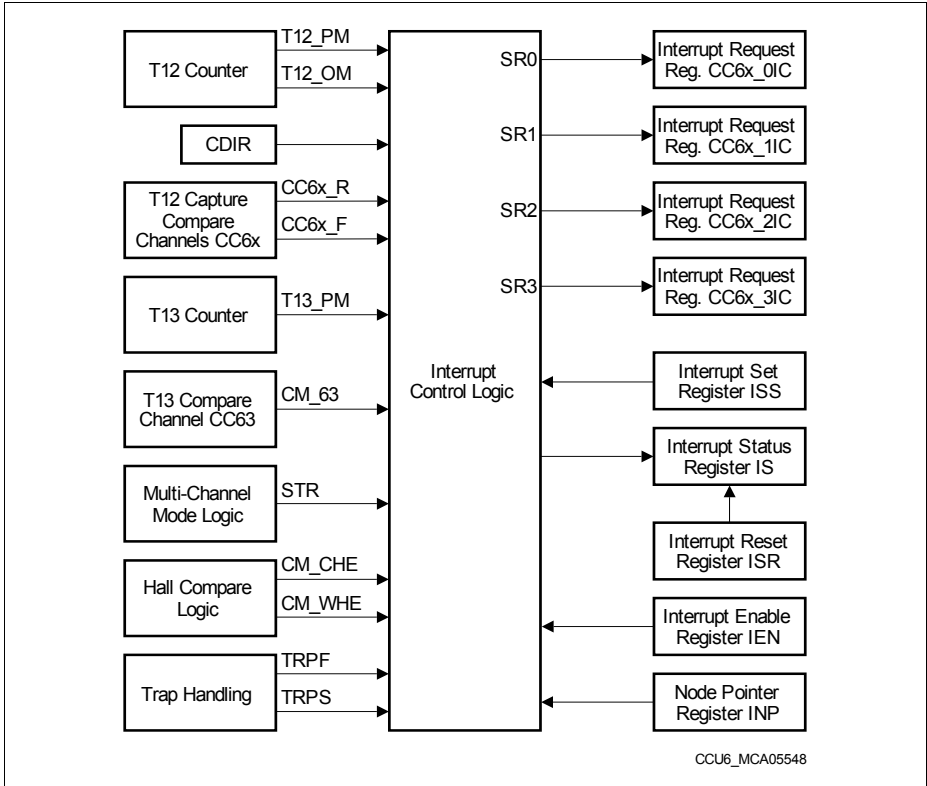 T12 Counter
T12_PM
T12_OM
CDIR
T12 Capture
Compare
Channels CC6x
CC6x_R
CC6x_F
T13 Counter
T13_PM
T13 Compare
Channel CC63
CM_63
Multi-Channel
Mode Logic
STR
Hall Compare
Logic
CM_CHE
CM_WHE
Trap Handling
TRPF
TRPS
Interrupt
Control Logic
SR0
SR1
SR2
SR3
Interrupt Request
Reg. CC6x_0IC
Interrupt Request
Reg. CC6x_1IC
Interrupt Request
Reg. CC6x_2IC
Interrupt Request
Reg. CC6x_3IC
Interrupt Set
Register ISS
Interrupt Status
Register IS
Interrupt Reset
Register ISR
Interrupt Enable
Register IEN
Node Pointer
Register INP
CCU6_MCA05548